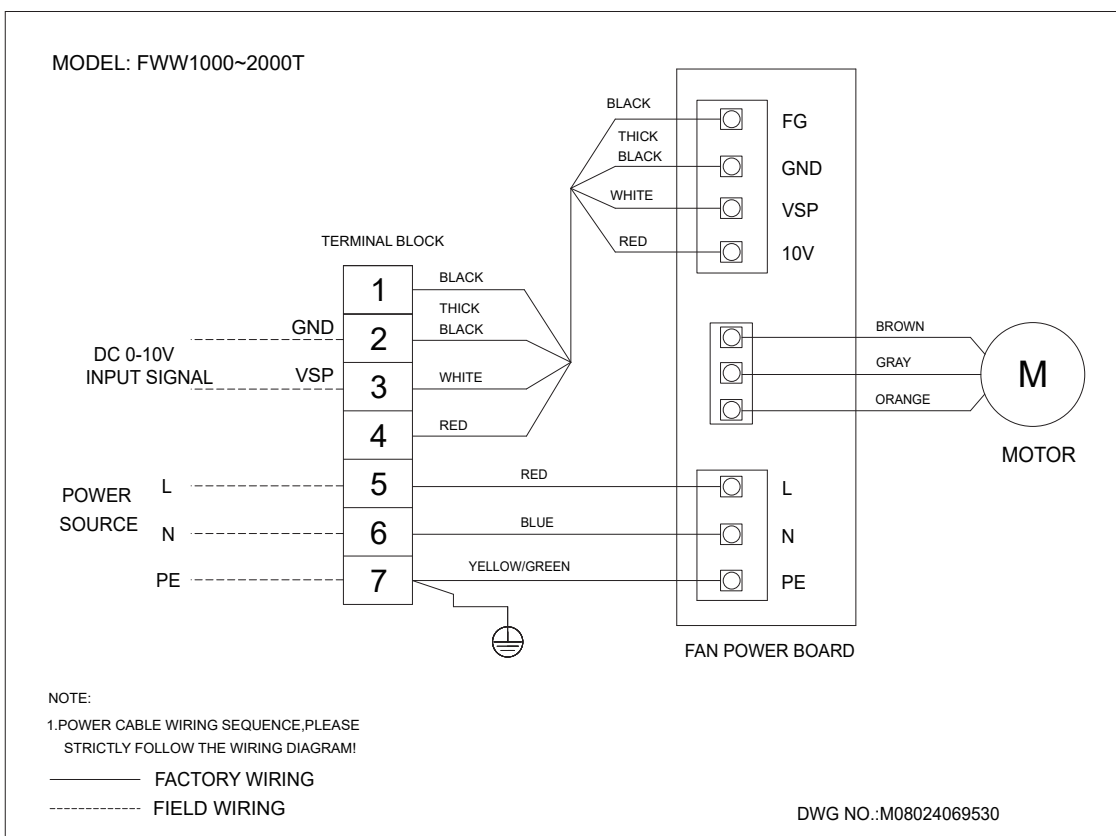 MODEL: FWW1000~2000T
BLACK
FG
THICK
BLACK
GND
WHITE
VSP
RED
10V
TERMINAL BLOCK
1
BLACK
THICK
GND
2
BLACK
DC 0-10V
INPUT SIGNAL
VSP
3
WHITE
4
RED
BROWN
GRAY
ORANGE
M
MOTOR
POWER
SOURCE
L
5
RED
L
N
6
BLUE
N
PE
7
YELLOW/GREEN
PE
FAN POWER BOARD
NOTE:
1.POWER CABLE WIRING SEQUENCE,PLEASE
STRICTLY FOLLOW THE WIRING DIAGRAM!
FACTORY WIRING
FIELD WIRING
DWG NO.:M08024069530